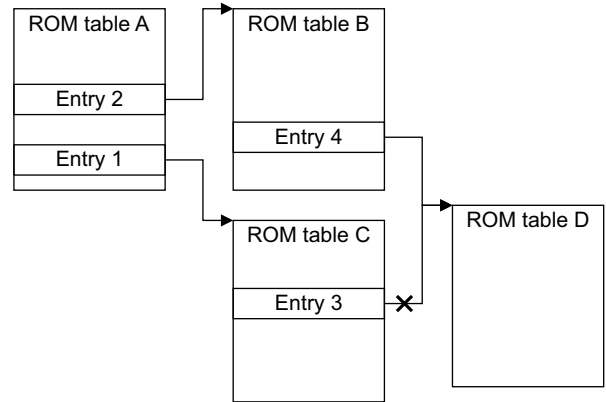 ROM table A
Entry 2
Entry 1
ROM table B
Entry 4
ROM table C
Entry 3
ROM table D